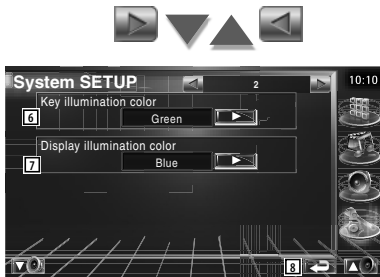 System SETUP
2
10:10
Key illumination color
6
Green
Display illumination color
7
Blue
8